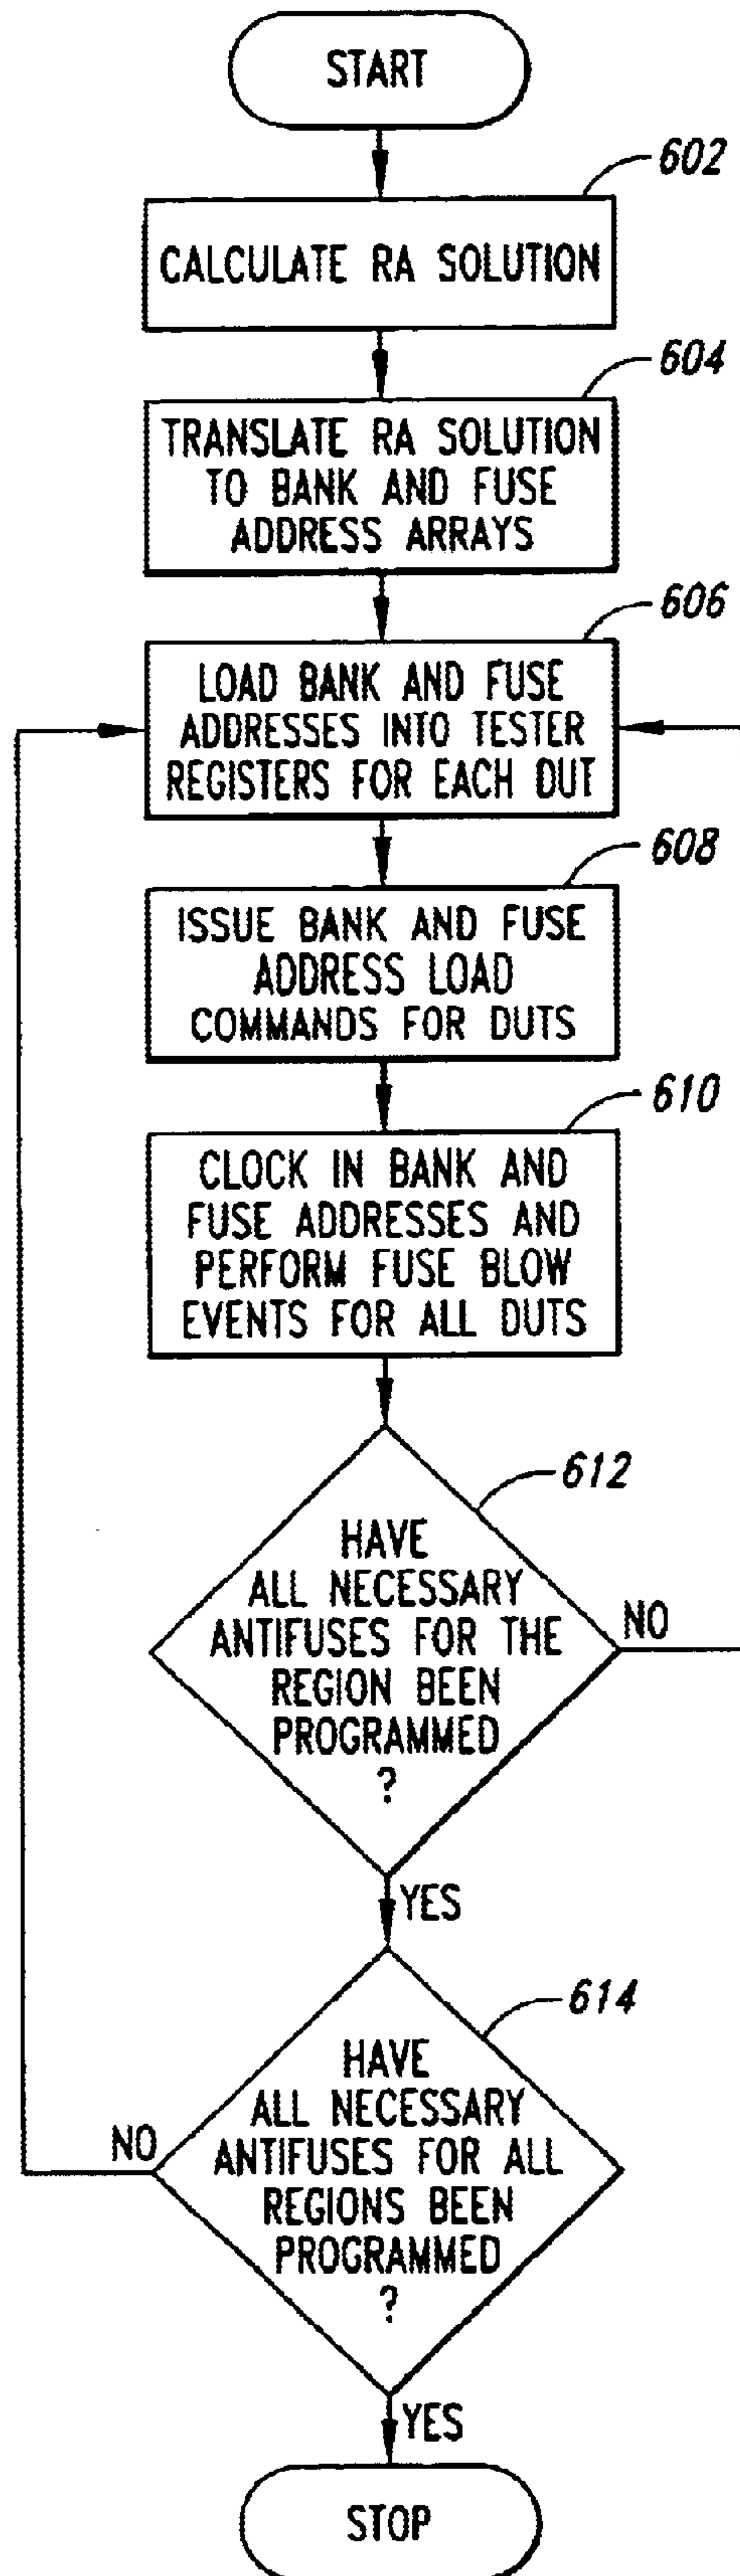 START
602
CALCULATE RA SOLUTION
604
TRANSLATE RA SOLUTION
TO BANK AND FUSE
ADDRESS ARRAYS
606
LOAD BANK AND FUSE
ADDRESSES INTO TESTER
REGISTERS FOR EACH DUT
608
ISSUE BANK AND FUSE
ADDRESS LOAD
COMMANDS FOR DUTS
610
CLOCK IN BANK AND
FUSE ADDRESSES AND
PERFORM FUSE BLOW
EVENTS FOR ALL DUTS
612
HAVE
ALL NECESSARY
ANTIFUSES FOR THE
REGION BEEN
PROGRAMMED
?
NO
YES
614
HAVE
ALL NECESSARY
ANTIFUSES FOR ALL
REGIONS BEEN
PROGRAMMED
?
NO
YES
STOP